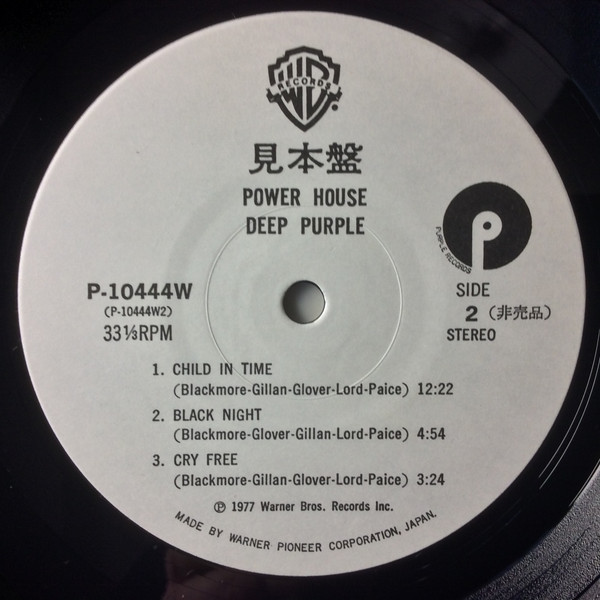 WB
RECORDS
見本盤
POWER HOUSE
DEEP PURPLE
p
PURPLE RECORDS
P-10444W
(P-10444W2)
33⅓RPM
SIDE
2 (非売品)
STEREO
1. CHILD IN TIME
(Blackmore-Gillan-Glover-Lord-Paice) 12:22
2. BLACK NIGHT
(Blackmore-Glover-Gillan-Lord-Paice) 4:54
3. CRY FREE
(Blackmore-Gillan-Glover-Lord-Paice) 3:24
℗ 1977 Warner Bros. Records Inc.
MADE BY WARNER PIONEER CORPORATION, JAPAN.